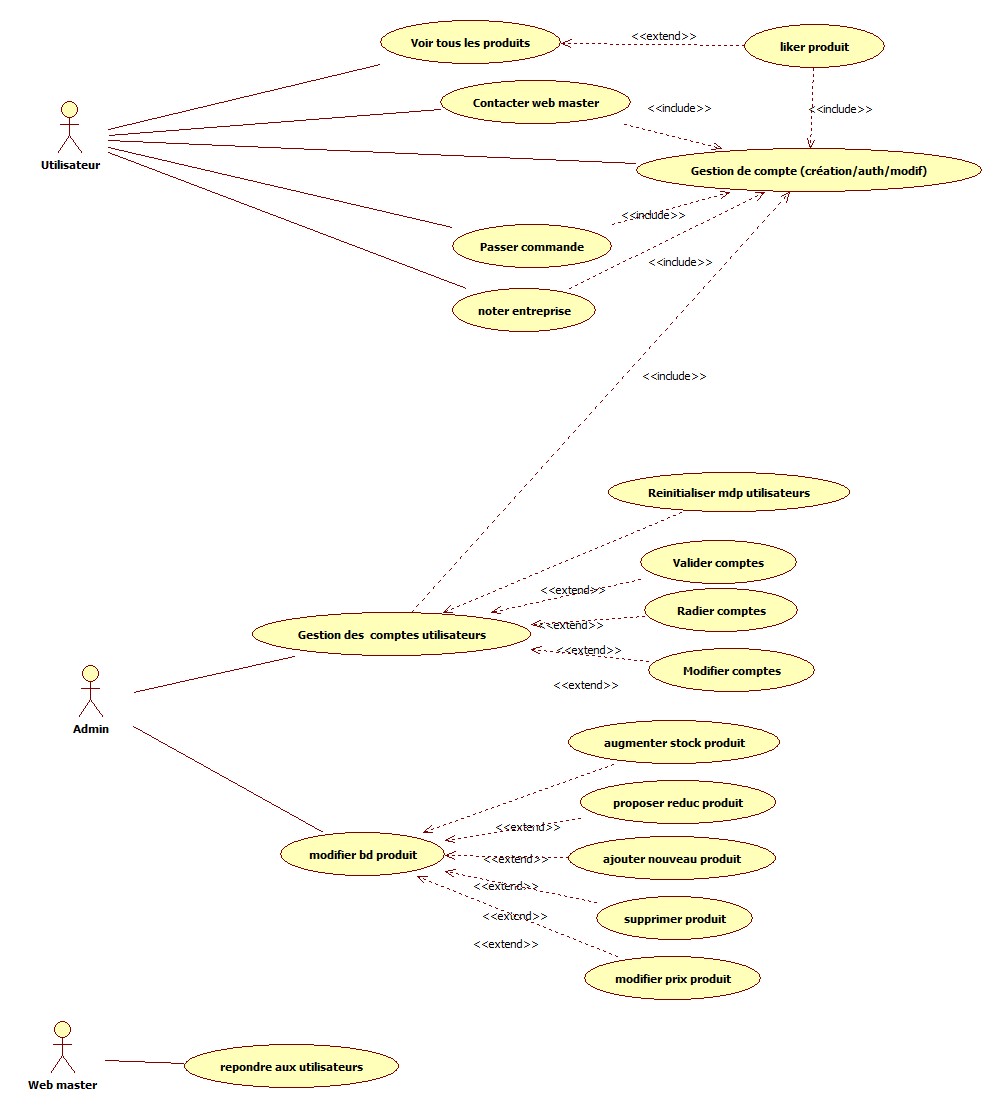 Voir tous les produits
<<extend>>
liker produit
Contacter web master
<<include>>
<<include>>
Utilisateur
Gestion de compte (création/auth/modif)
<<include>>
Passer commande
<<include>>
noter entreprise
<<include>>
Reinitialiser mdp utilisateurs
Valider comptes
<<extend>>
Radier comptes
<<extend>>
Gestion des comptes utilisateurs
<<extend>>
Modifier comptes
<<extend>>
Admin
augmenter stock produit
proposer reduc produit
<<extend>>
modifier bd produit
<<extend>>
ajouter nouveau produit
<<extend>>
<<extend>>
supprimer produit
<<extend>>
modifier prix produit
repondre aux utilisateurs
Web master